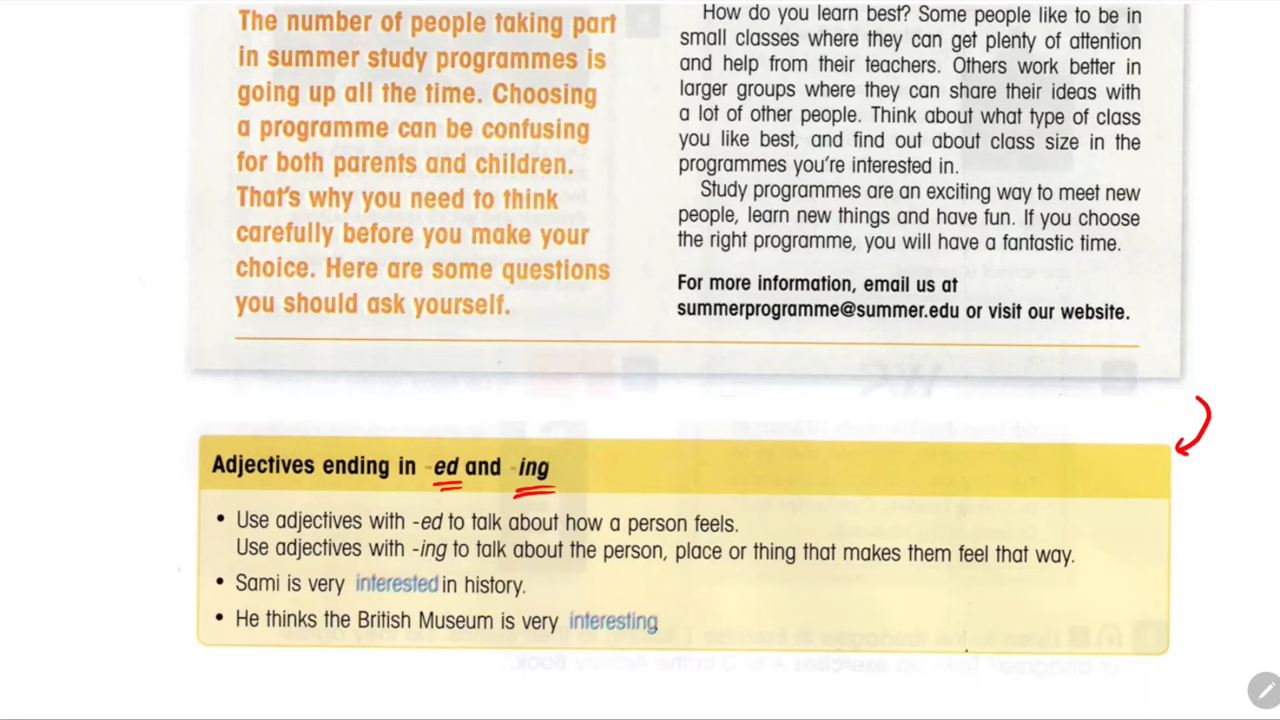 The number of people taking part
in summer study programmes is
going up all the time. Choosing
a programme can be confusing
for both parents and children.
That's why you need to think
carefully before you make your
choice. Here are some questions
you should ask yourself.
How do you learn best? Some people like to be in
small classes where they can get plenty of attention
and help from their teachers. Others work better in
larger groups where they can share their ideas with
a lot of other people. Think about what type of class
you like best, and find out about class size in the
programmes you're interested in.
Study programmes are an exciting way to meet new
people, learn new things and have fun. If you choose
the right programme, you will have a fantastic time.
For more information, email us at
summerprogramme@summer.edu or visit our website.
Adjectives ending in -ed and -ing
• Use adjectives with -ed to talk about how a person feels.
Use adjectives with -ing to talk about the person, place or thing that makes them feel that way.
• Sami is very interested in history.
• He thinks the British Museum is very interesting